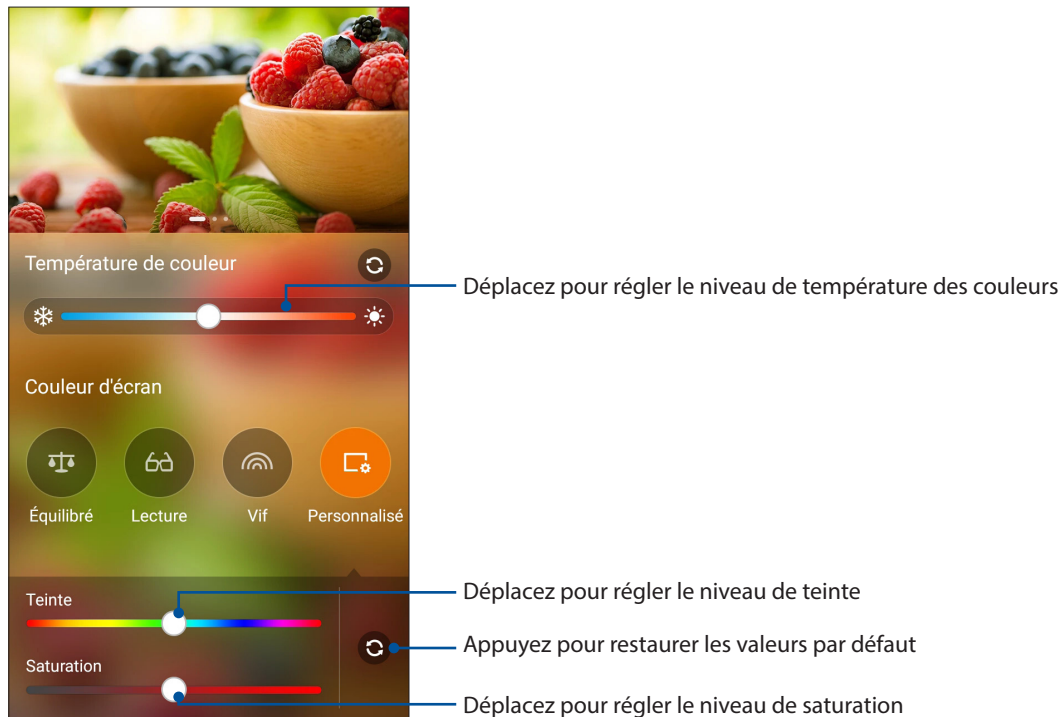 Température de couleur
Déplacez pour régler le niveau de température des couleurs
Couleur d'écran
Équilibré
Lecture
Vif
Personnalisé
Teinte
Déplacez pour régler le niveau de teinte
Appuyez pour restaurer les valeurs par défaut
Saturation
Déplacez pour régler le niveau de saturation